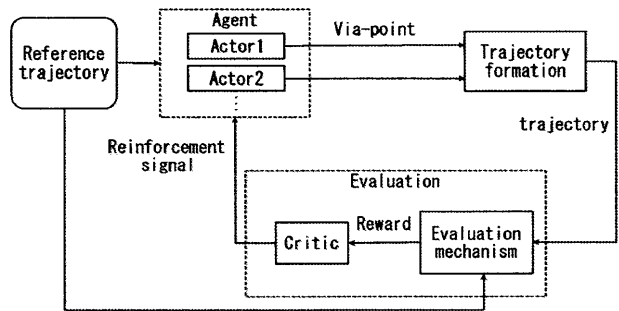 Agent
Reference
trajectory
Actor1
Actor2
Via-point
Trajectory
formation
trajectory
Reinforcement
signal
Evaluation
Critic
Reward
Evaluation
mechanism